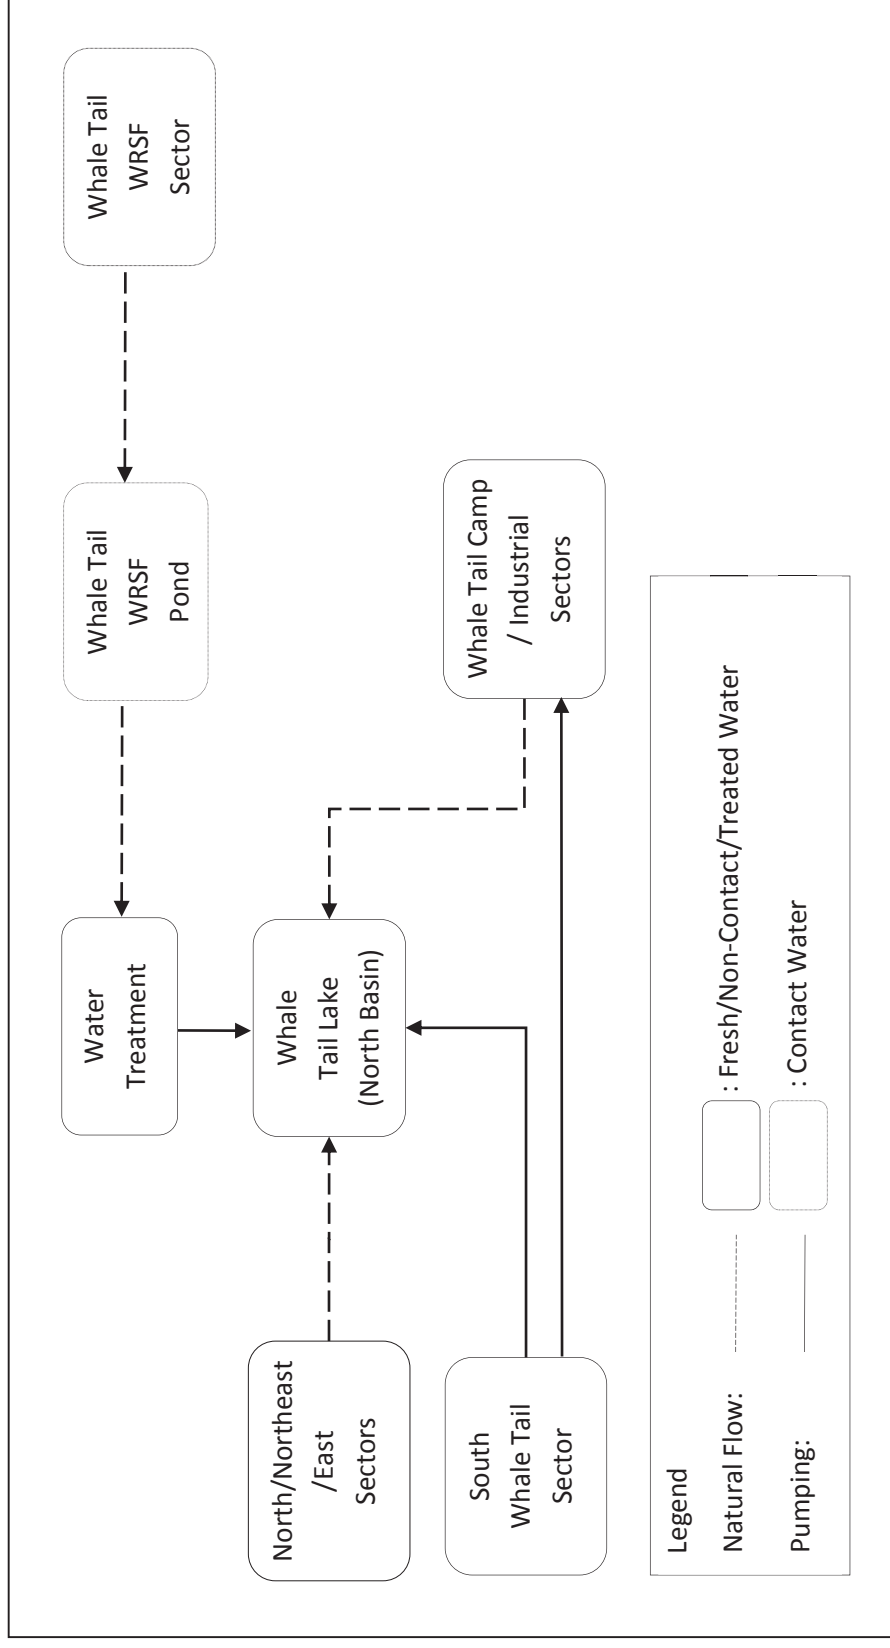 Whale Tail
WRSF
Sector
Whale Tail
WRSF
Pond
Water
Treatment
Whale
Tail Lake
(North Basin)
North/Northeast
/East
Sectors
South
Whale Tail
Sector
Whale Tail Camp
/ Industrial
Sectors
Legend
Natural Flow:
: Fresh/Non-Contact/Treated Water
Pumping:
: Contact Water